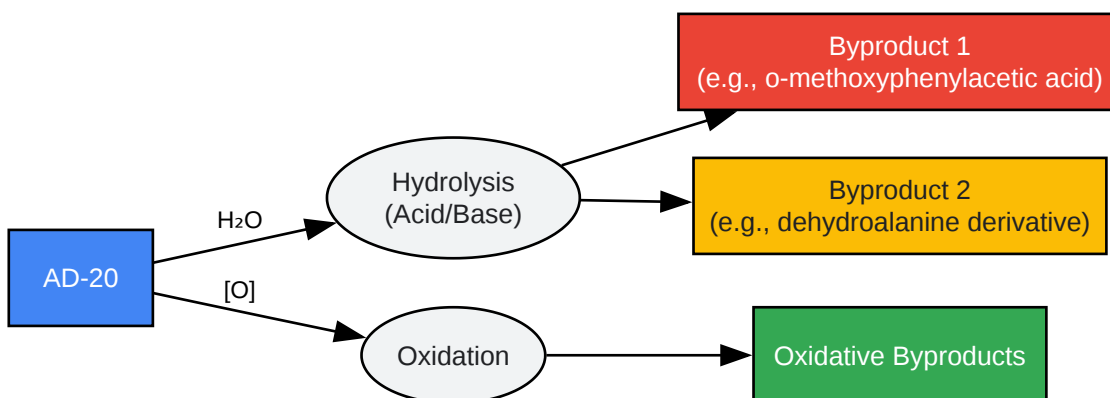 Byproduct 1
(e.g., o-methoxyphenylacetic acid)
Hydrolysis
(Acid/Base)
Byproduct 2
(e.g., dehydroalanine derivative)
H₂O
AD-20
[O]
Oxidation
Oxidative Byproducts